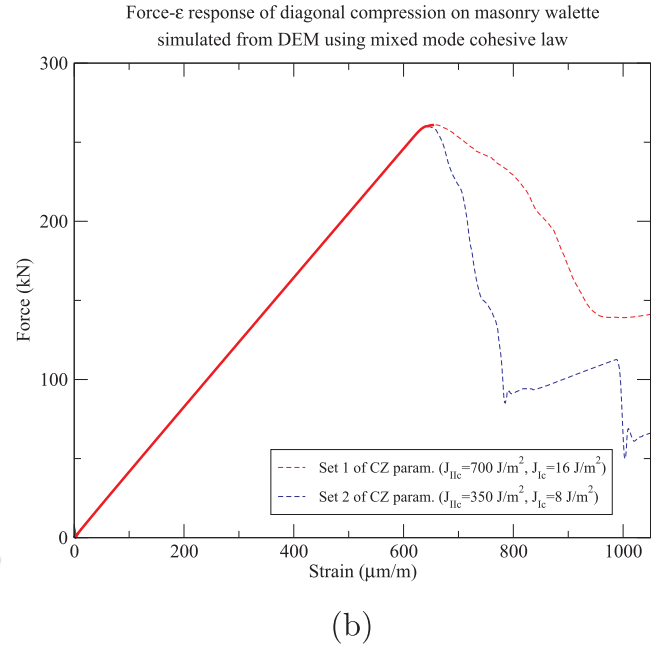 Force-ε response of diagonal compression on masonry walette
simulated from DEM using mixed mode cohesive law
300
200
100
0
Force (kN)
Set 1 of CZ param. (J_IIc=700 J/m², J_Ic=16 J/m²)
Set 2 of CZ param. (J_IIc=350 J/m², J_Ic=8 J/m²)
0 200 400 600 800 1000
Strain (μm/m)
(b)